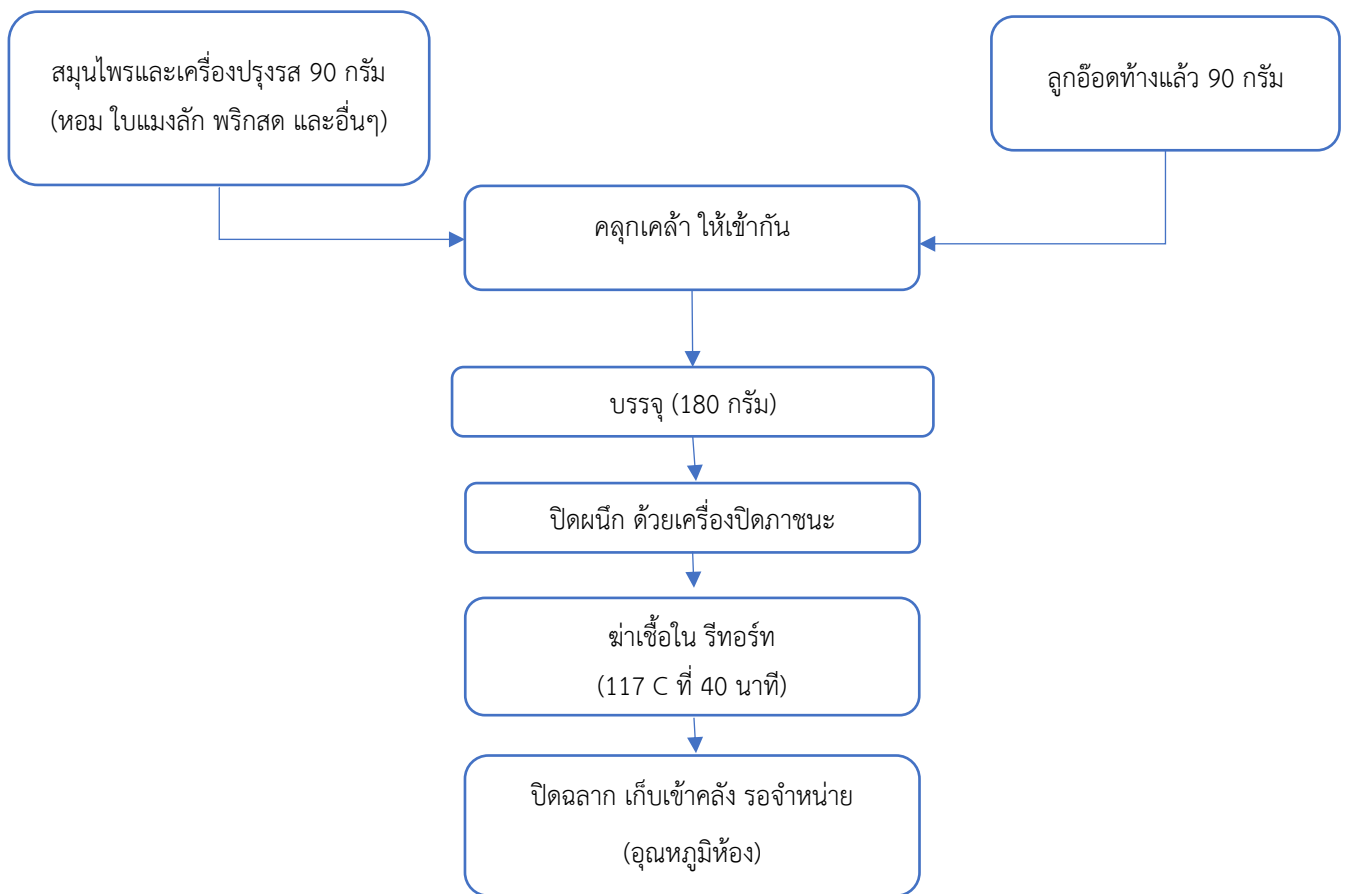 สมุนไพรและเครื่องปรุงรส 90 กรัม
(หอม ใบแมงลัก พริกสด และอื่นๆ)
ลูกอ๊อดท้างแล้ว 90 กรัม
คลุกเคล้า ให้เข้ากัน
บรรจุ (180 กรัม)
ปิดผนึก ด้วยเครื่องปิดภาชนะ
ฆ่าเชื้อใน รีทอร์ท
(117 C ที่ 40 นาที)
ปิดฉลาก เก็บเข้าคลัง รอจำหน่าย
(อุณหภูมิห้อง)